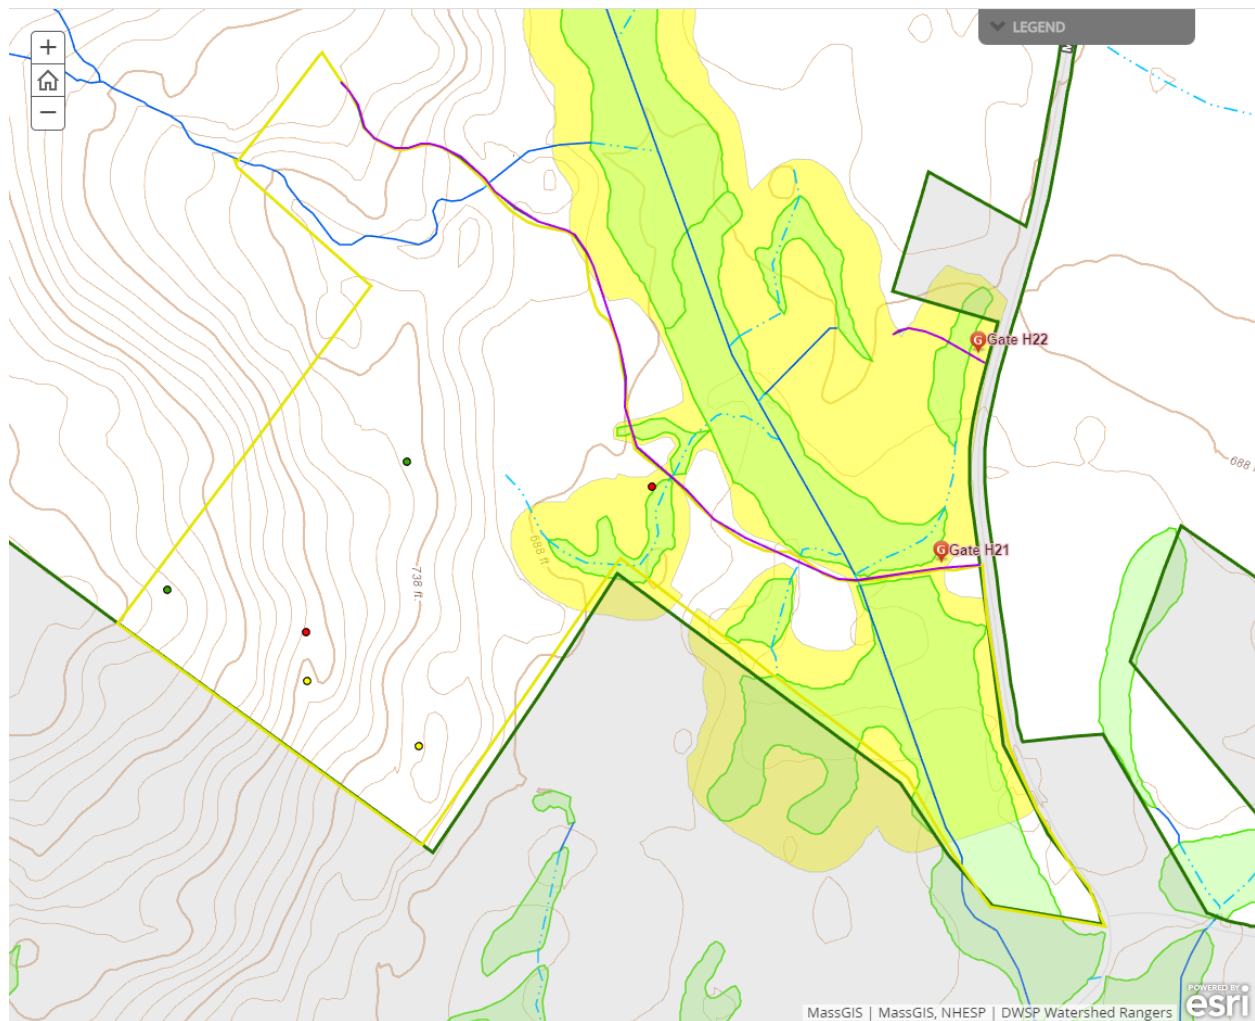 +
LEGEND
−
Gate H22
688 ft
Gate H21
688 ft
738 ft
POWERED BY
esri
MassGIS | MassGIS, NHESP | DWSP Watershed Rangers